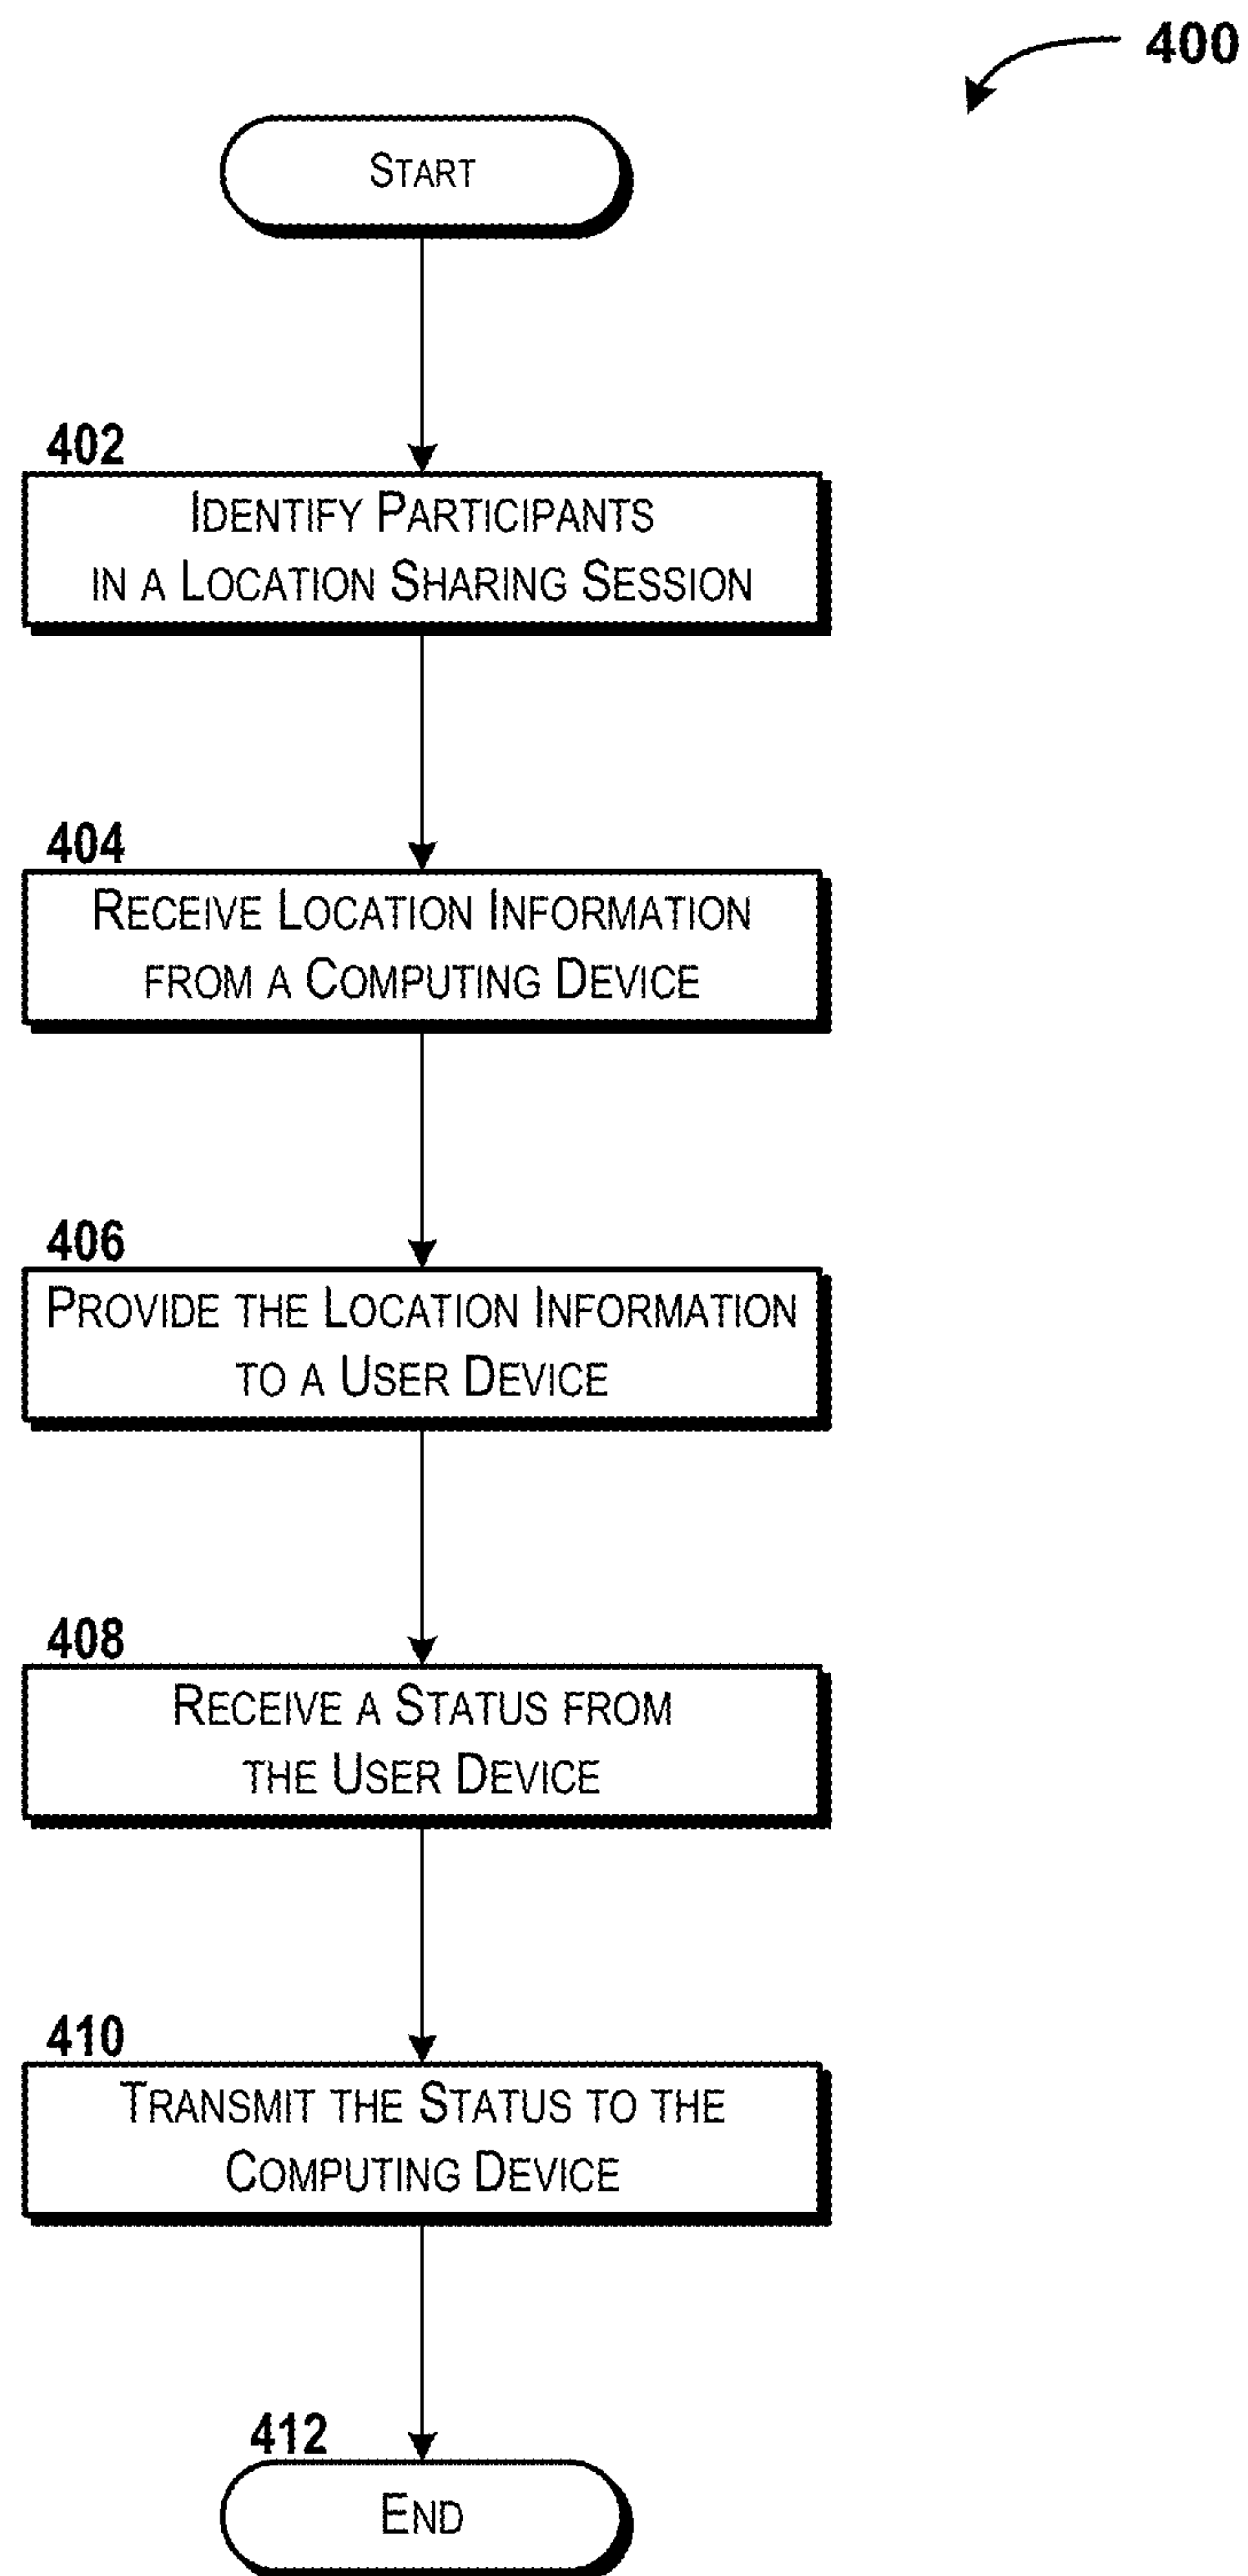 400
START
402
IDENTIFY PARTICIPANTS
IN A LOCATION SHARING SESSION
404
RECEIVE LOCATION INFORMATION
FROM A COMPUTING DEVICE
406
PROVIDE THE LOCATION INFORMATION
TO A USER DEVICE
408
RECEIVE A STATUS FROM
THE USER DEVICE
410
TRANSMIT THE STATUS TO THE
COMPUTING DEVICE
412
END